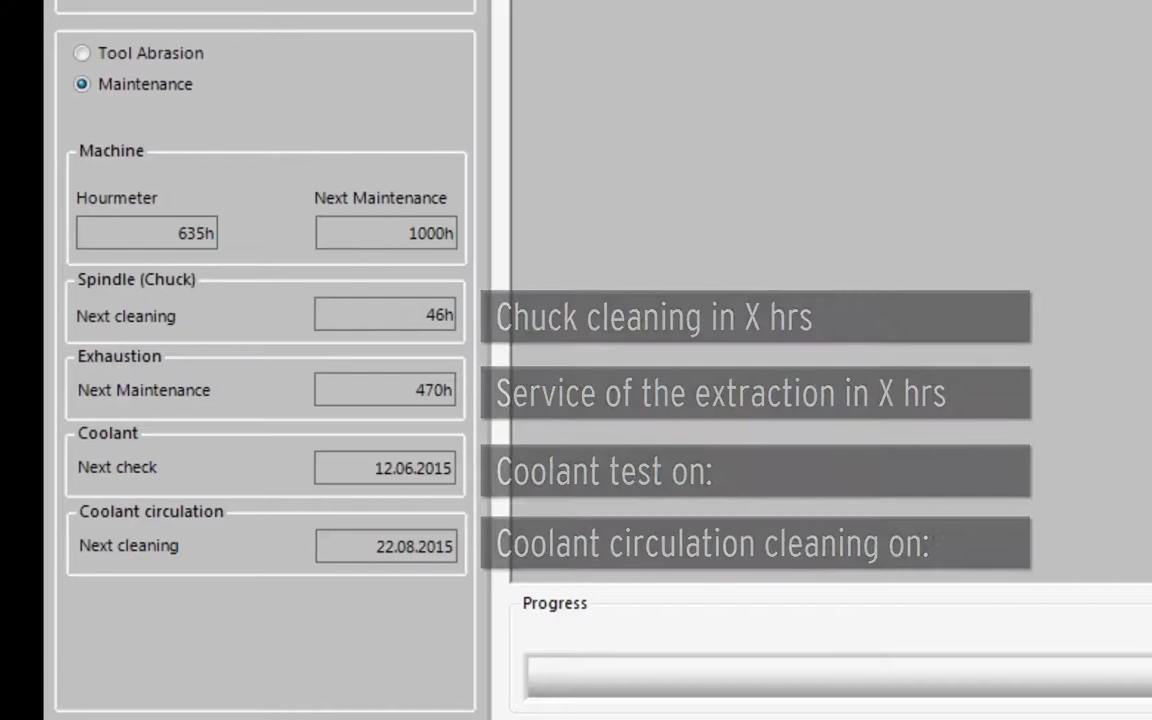 Tool Abrasion
Maintenance
Machine
Hourmeter Next Maintenance
635h 1000h
Spindle (Chuck)
Next cleaning 46h Chuck cleaning in X hrs
Exhaustion
Next Maintenance 470h Service of the extraction in X hrs
Coolant
Next check 12.06.2015 Coolant test on:
Coolant circulation
Next cleaning 22.08.2015 Coolant circulation cleaning on:
Progress